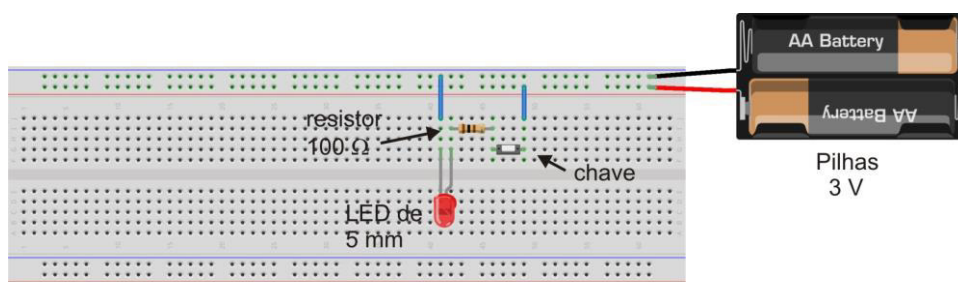 AA Battery
AA Battery
Pilhas
3 V
resistor
100 Ω
chave
LED de
5 mm